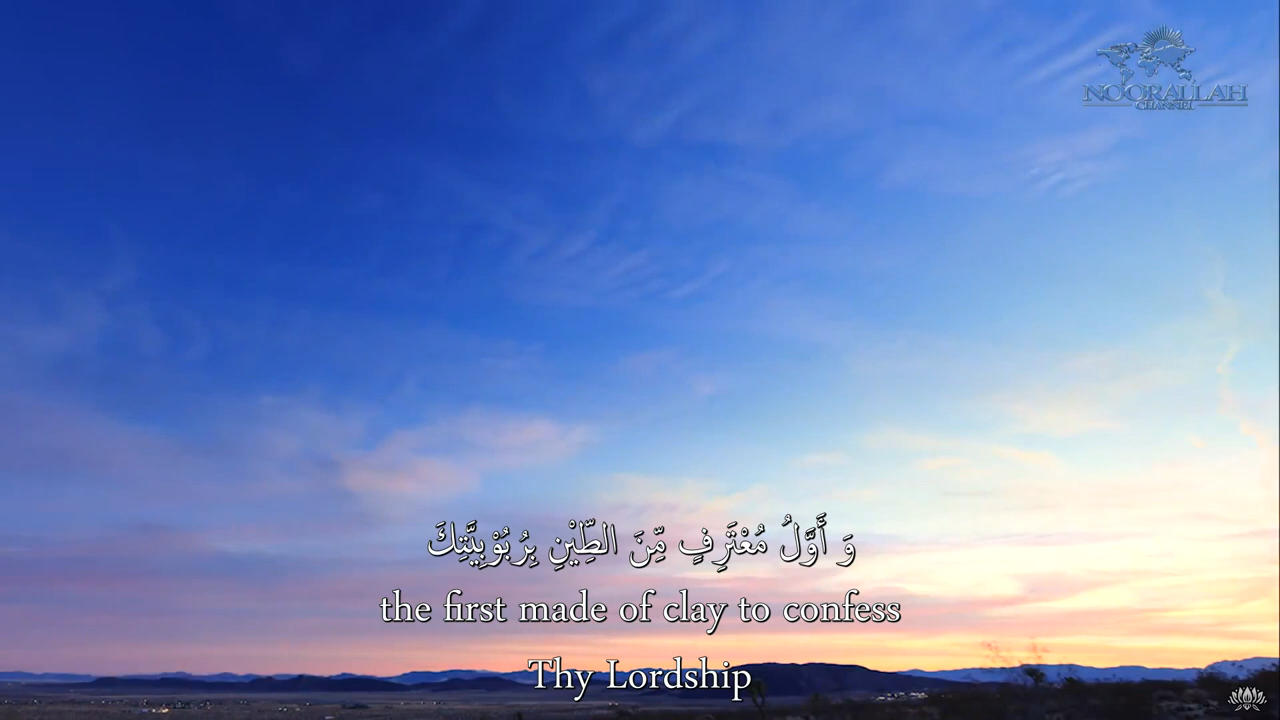 NOORALLAH
CHANNEL
وَ أَوَّلُ مُعْتَرِفٍ مِّنَ الطِّيْنِ بِرُبُوْبِيَّتِكَ
the first made of clay to confess
Thy Lordship